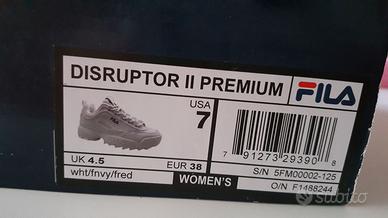 DISRUPTOR II PREMIUM
FILA
USA
7
UK 4.5
EUR 38
wht/fnvy/fred
WOMEN'S
7 91273 29390 8
S/N 5FM00002-125
O/N F1488244
subito